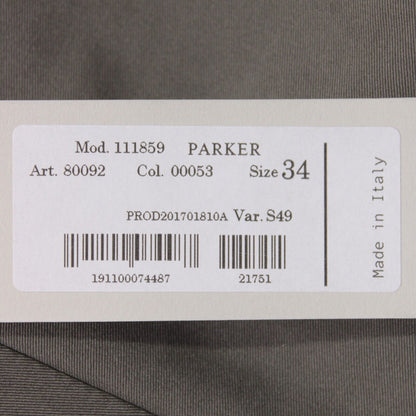 Mod. 111859 PARKER
Art. 80092 Col. 00053 Size 34
PROD201701810A Var. S49
191100074487 21751
Made in Italy